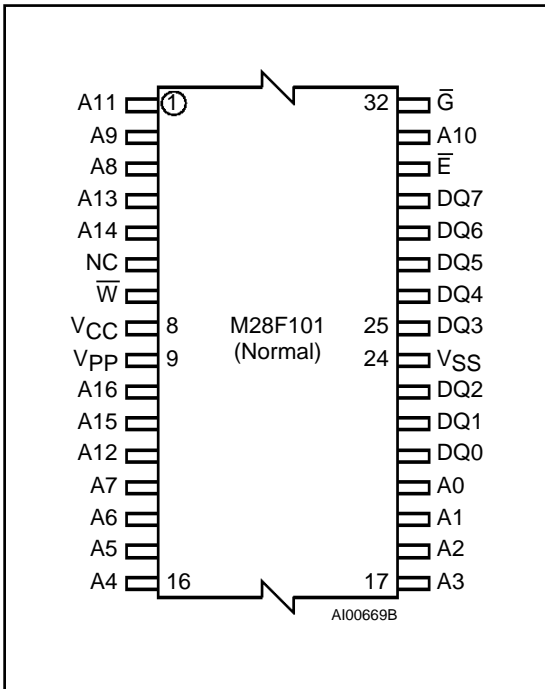 A11 1 32 G̅
A9 A10
A8 E̅
A13 DQ7
A14 DQ6
NC DQ5
W̅ DQ4
VCC 8 M28F101 25 DQ3
VPP 9 (Normal) 24 VSS
A16 DQ2
A15 DQ1
A12 DQ0
A7 A0
A6 A1
A5 A2
A4 16 17 A3
AI00669B